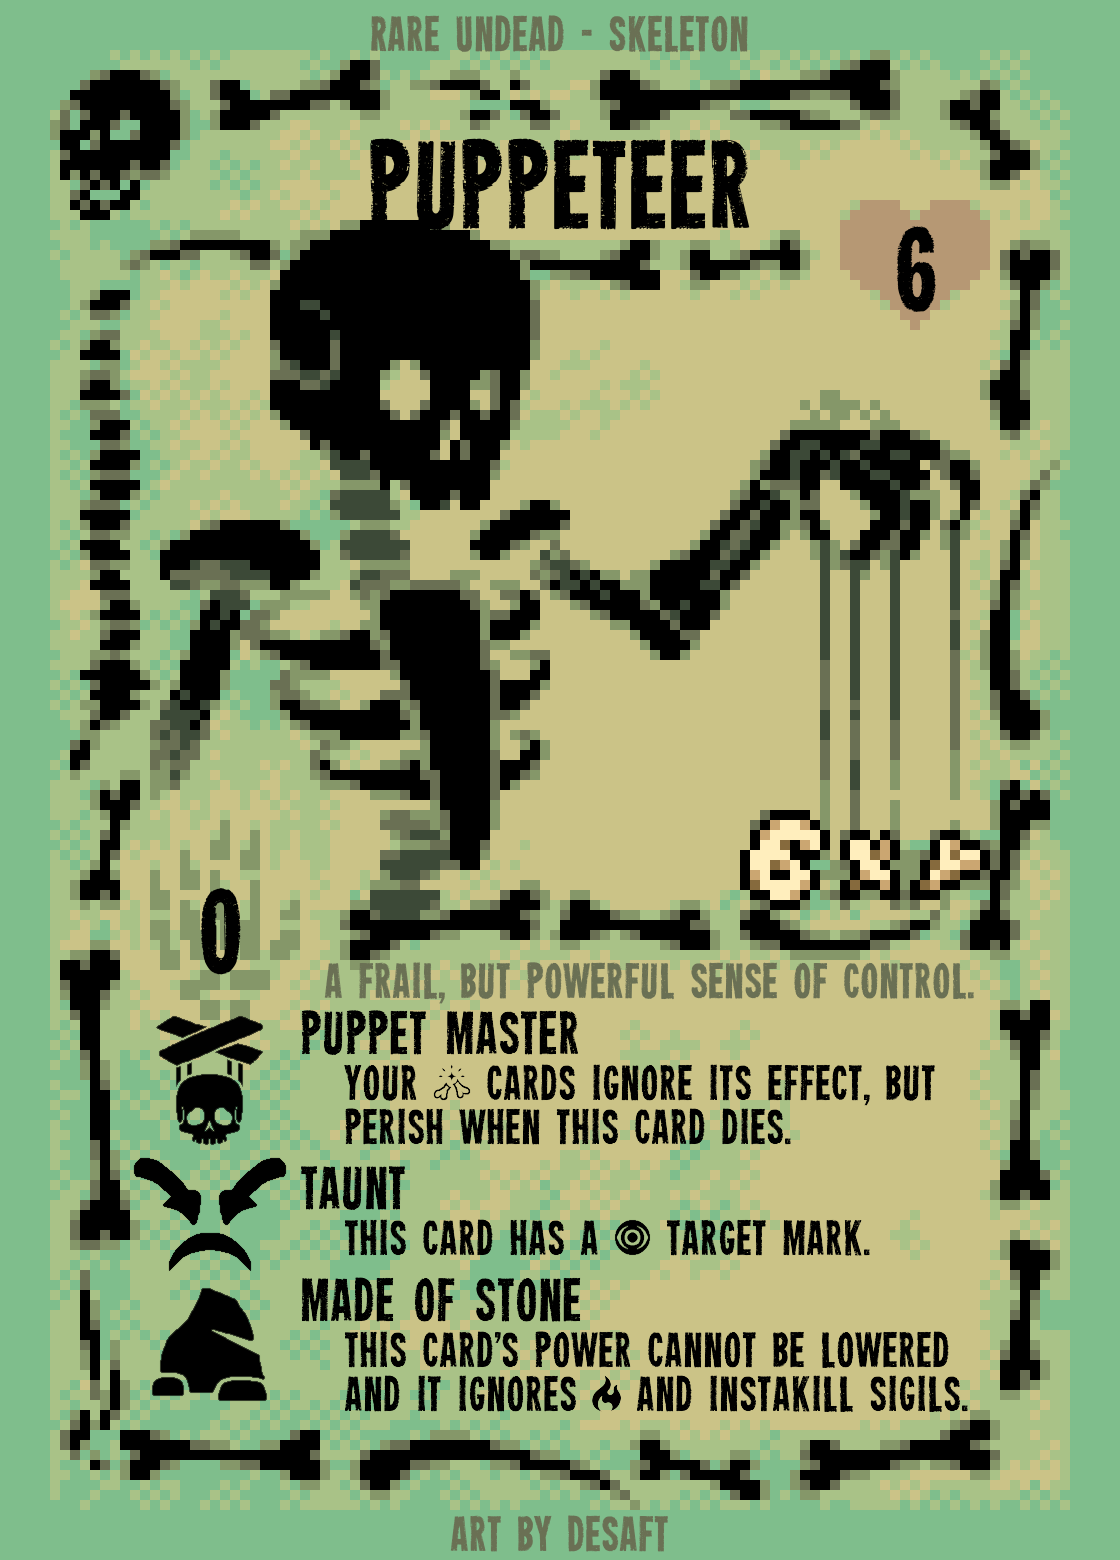 RARE UNDEAD - SKELETON
PUPPETEER
6
6 X
0
A FRAIL, BUT POWERFUL SENSE OF CONTROL.
PUPPET MASTER
YOUR CARDS IGNORE ITS EFFECT, BUT
PERISH WHEN THIS CARD DIES.
TAUNT
THIS CARD HAS A TARGET MARK.
MADE OF STONE
THIS CARD'S POWER CANNOT BE LOWERED
AND IT IGNORES AND INSTAKILL SIGILS.
ART BY DESAFT